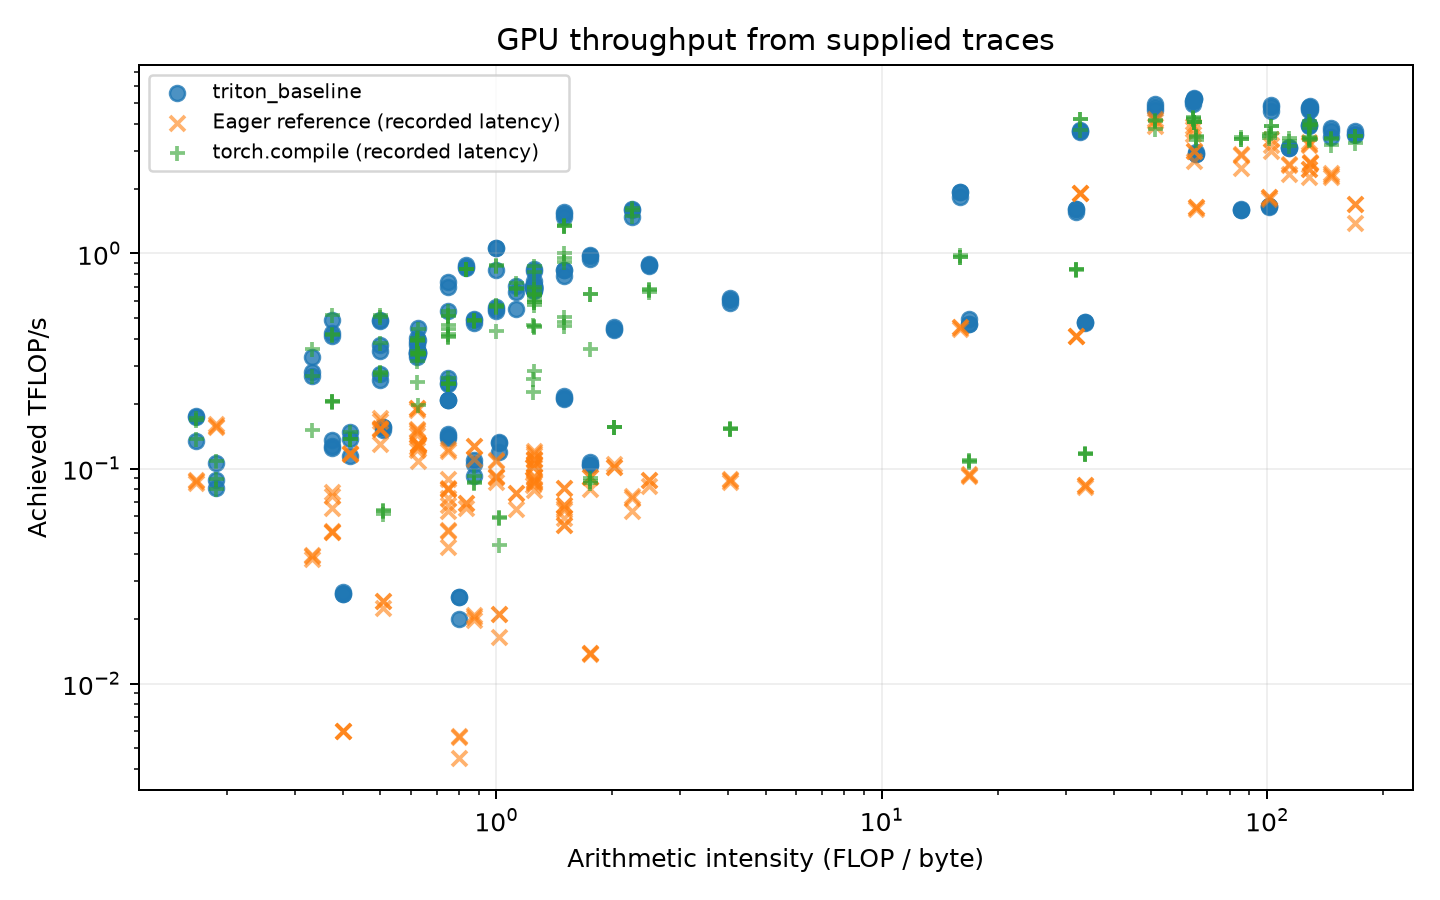 GPU throughput from supplied traces
triton_baseline
Eager reference (recorded latency)
torch.compile (recorded latency)
Achieved TFLOP/s
10⁰
10⁻¹
10⁻²
10⁰ 10¹ 10²
Arithmetic intensity (FLOP / byte)